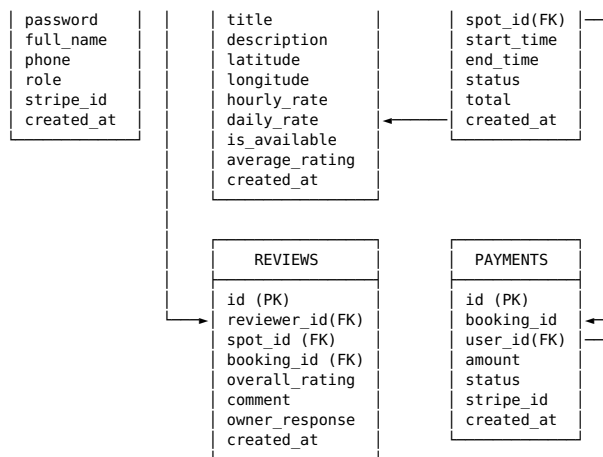 password
full_name
phone
role
stripe_id
created_at
title
description
latitude
longitude
hourly_rate
daily_rate
is_available
average_rating
created_at
spot_id(FK)
start_time
end_time
status
total
created_at
REVIEWS
id (PK)
reviewer_id(FK)
spot_id (FK)
booking_id (FK)
overall_rating
comment
owner_response
created_at
PAYMENTS
id (PK)
booking_id
user_id(FK)
amount
status
stripe_id
created_at